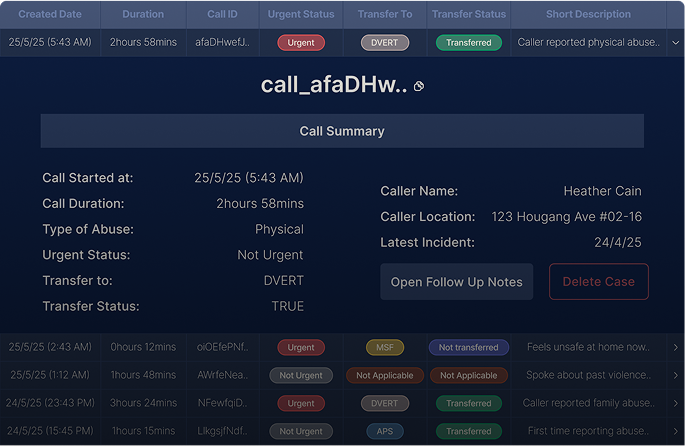 Created Date Duration Call ID Urgent Status Transfer To Transfer Status Short Description
25/5/25 (5:43 AM) 2hours 58mins afaDHwefJ.. Urgent DVERT Transferred Caller reported physical abuse..
call_afaDHw..
Call Summary
Call Started at: 25/5/25 (5:43 AM)
Call Duration: 2hours 58mins
Type of Abuse: Physical
Urgent Status: Not Urgent
Transfer to: DVERT
Transfer Status: TRUE
Caller Name: Heather Cain
Caller Location: 123 Hougang Ave #02-16
Latest Incident: 24/4/25
Open Follow Up Notes Delete Case
25/5/25 (2:43 AM) 0hours 12mins oiOEfePNf.. Urgent MSF Not transferred Feels unsafe at home now..
25/5/25 (1:12 AM) 1hours 48mins AWrfeNea.. Not Urgent Not Applicable Not Applicable Spoke about past violence..
24/5/25 (23:43 PM) 3hours 24mins NFewfqiD.. Urgent DVERT Transferred Caller reported family abuse..
24/5/25 (15:45 PM) 1hours 15mins LIkgsjfNdf.. Not Urgent APS Transferred First time reporting abuse..